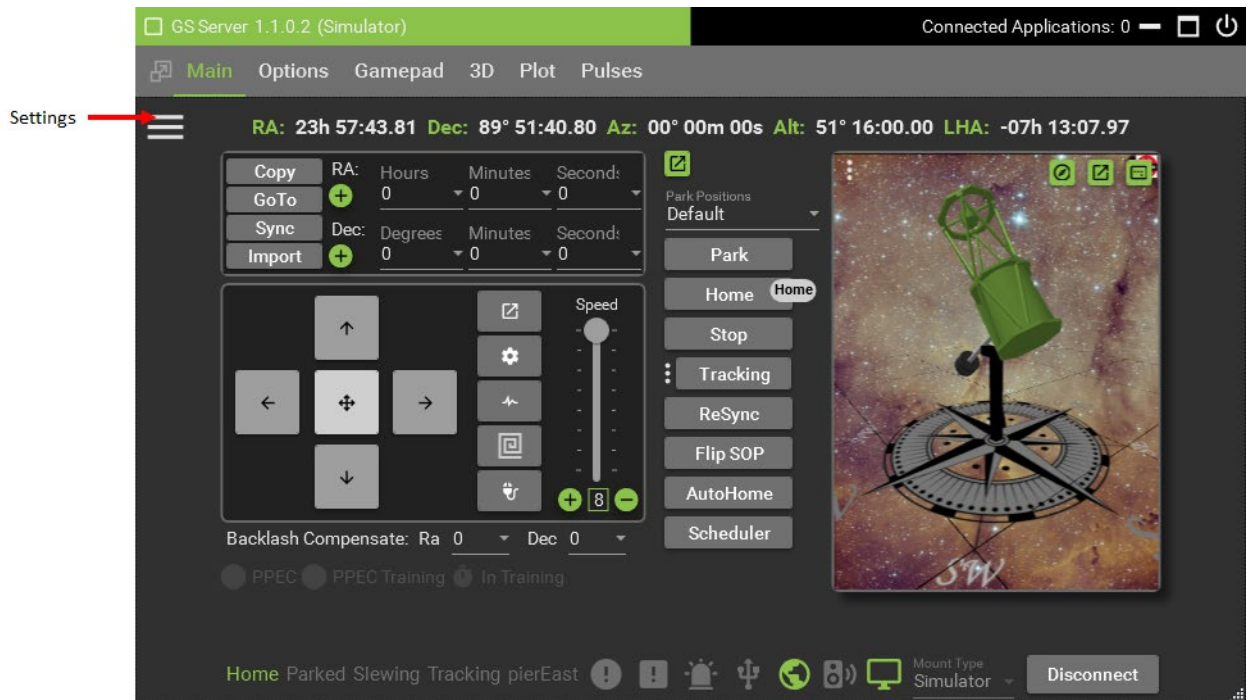 GS Server 1.1.0.2 (Simulator) Connected Applications: 0
Main Options Gamepad 3D Plot Pulses
Settings
RA: 23h 57:43.81 Dec: 89° 51:40.80 Az: 00° 00m 00s Alt: 51° 16:00.00 LHA: -07h 13:07.97
Copy
GoTo
Sync
Import
RA: Hours Minutes Seconds
0 0 0
Dec: Degrees Minutes Seconds
0 0 0
Speed
8
Backlash Compensate: Ra 0 Dec 0
PPEC PPEC Training In Training
Park Positions
Default
Park
Home Home
Stop
Tracking
ReSync
Flip SOP
AutoHome
Scheduler
SW
S
Home Parked Slewing Tracking pierEast
Mount Type
Simulator
Disconnect